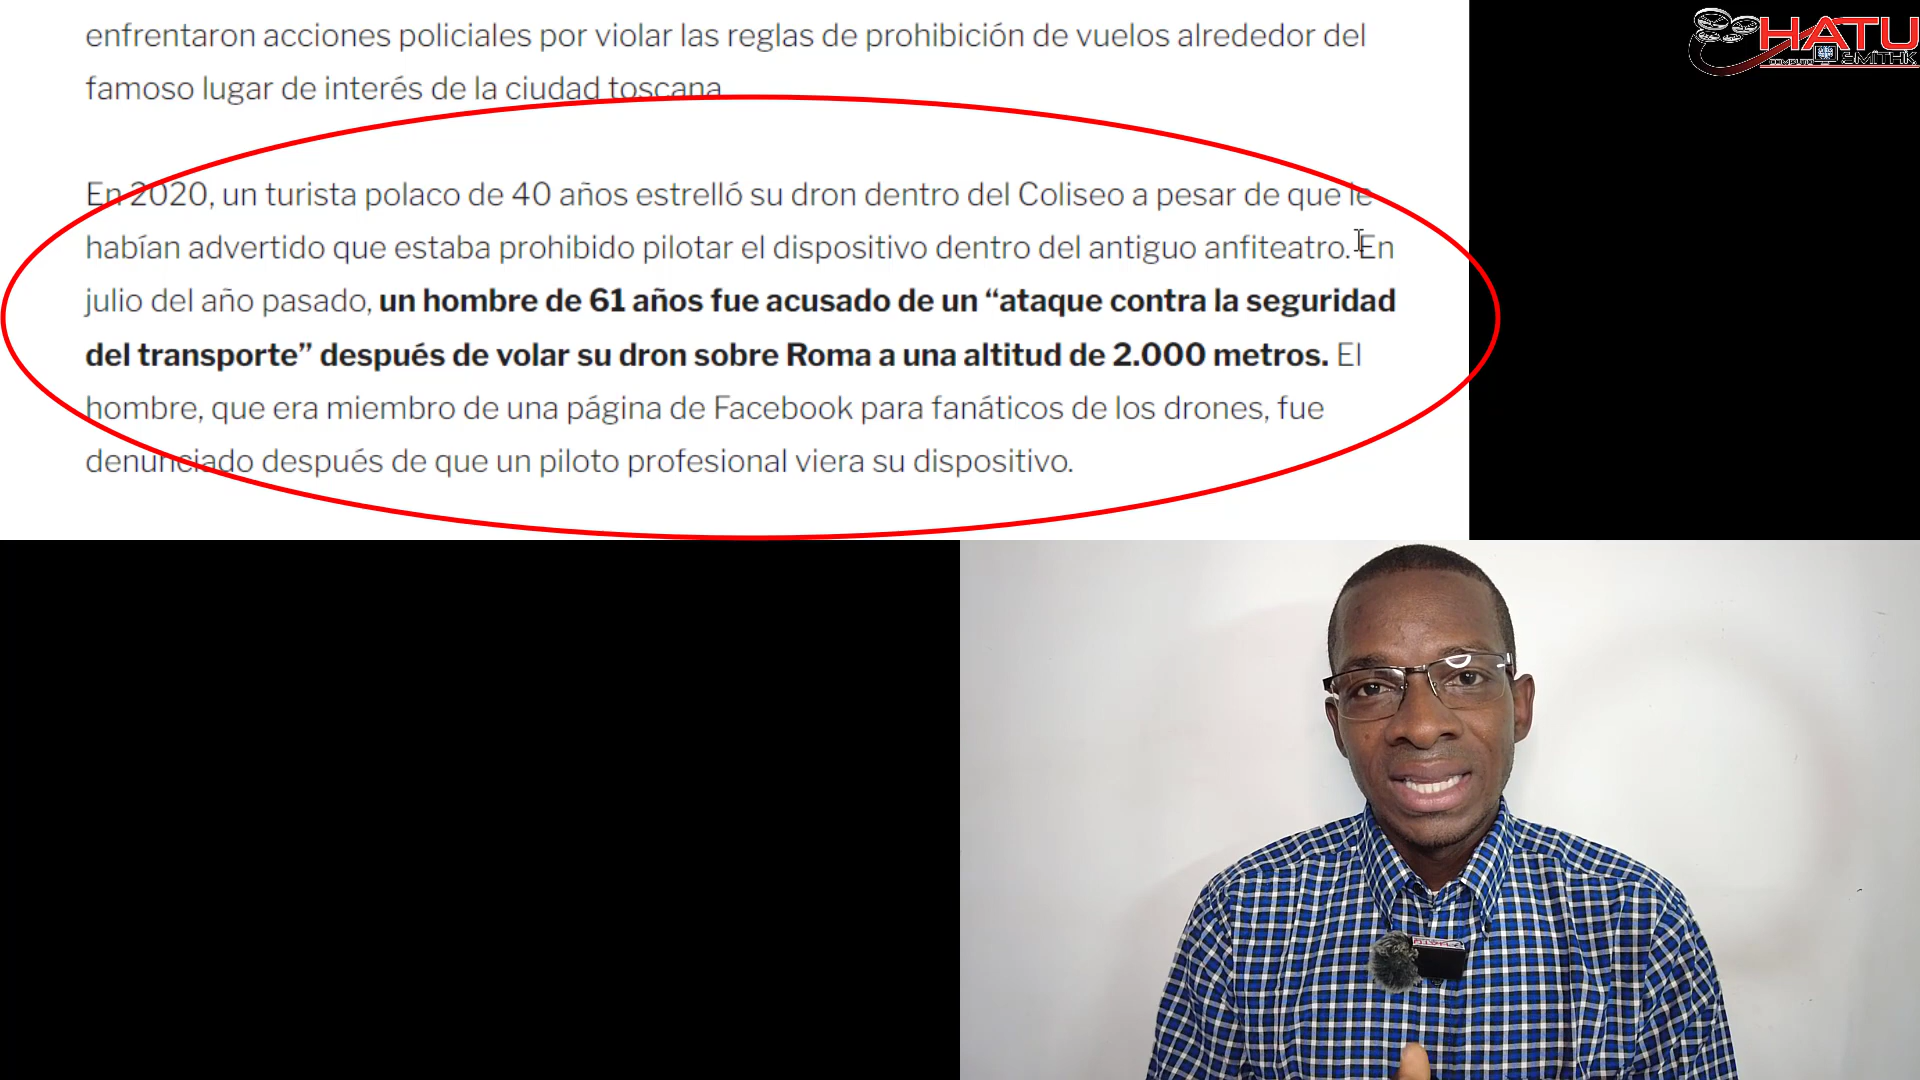 enfrentaron acciones policiales por violar las reglas de prohibición de vuelos alrededor del
famoso lugar de interés de la ciudad toscana.
En 2020, un turista polaco de 40 años estrelló su dron dentro del Coliseo a pesar de que le
habían advertido que estaba prohibido pilotar el dispositivo dentro del antiguo anfiteatro. En
julio del año pasado, un hombre de 61 años fue acusado de un “ataque contra la seguridad
del transporte” después de volar su dron sobre Roma a una altitud de 2.000 metros. El
hombre, que era miembro de una página de Facebook para fanáticos de los drones, fue
denunciado después de que un piloto profesional viera su dispositivo.
HATU
SMITHK